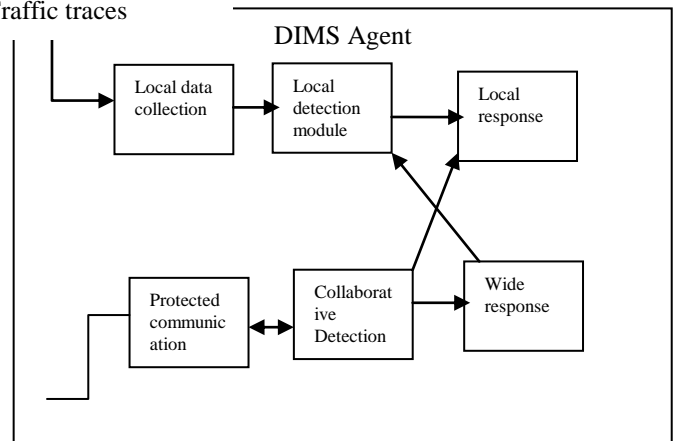 raffic traces
DIMS Agent
Local data
collection
Local
detection
module
Local
response
Protected
communic
ation
Collaborat
ive
Detection
Wide
response